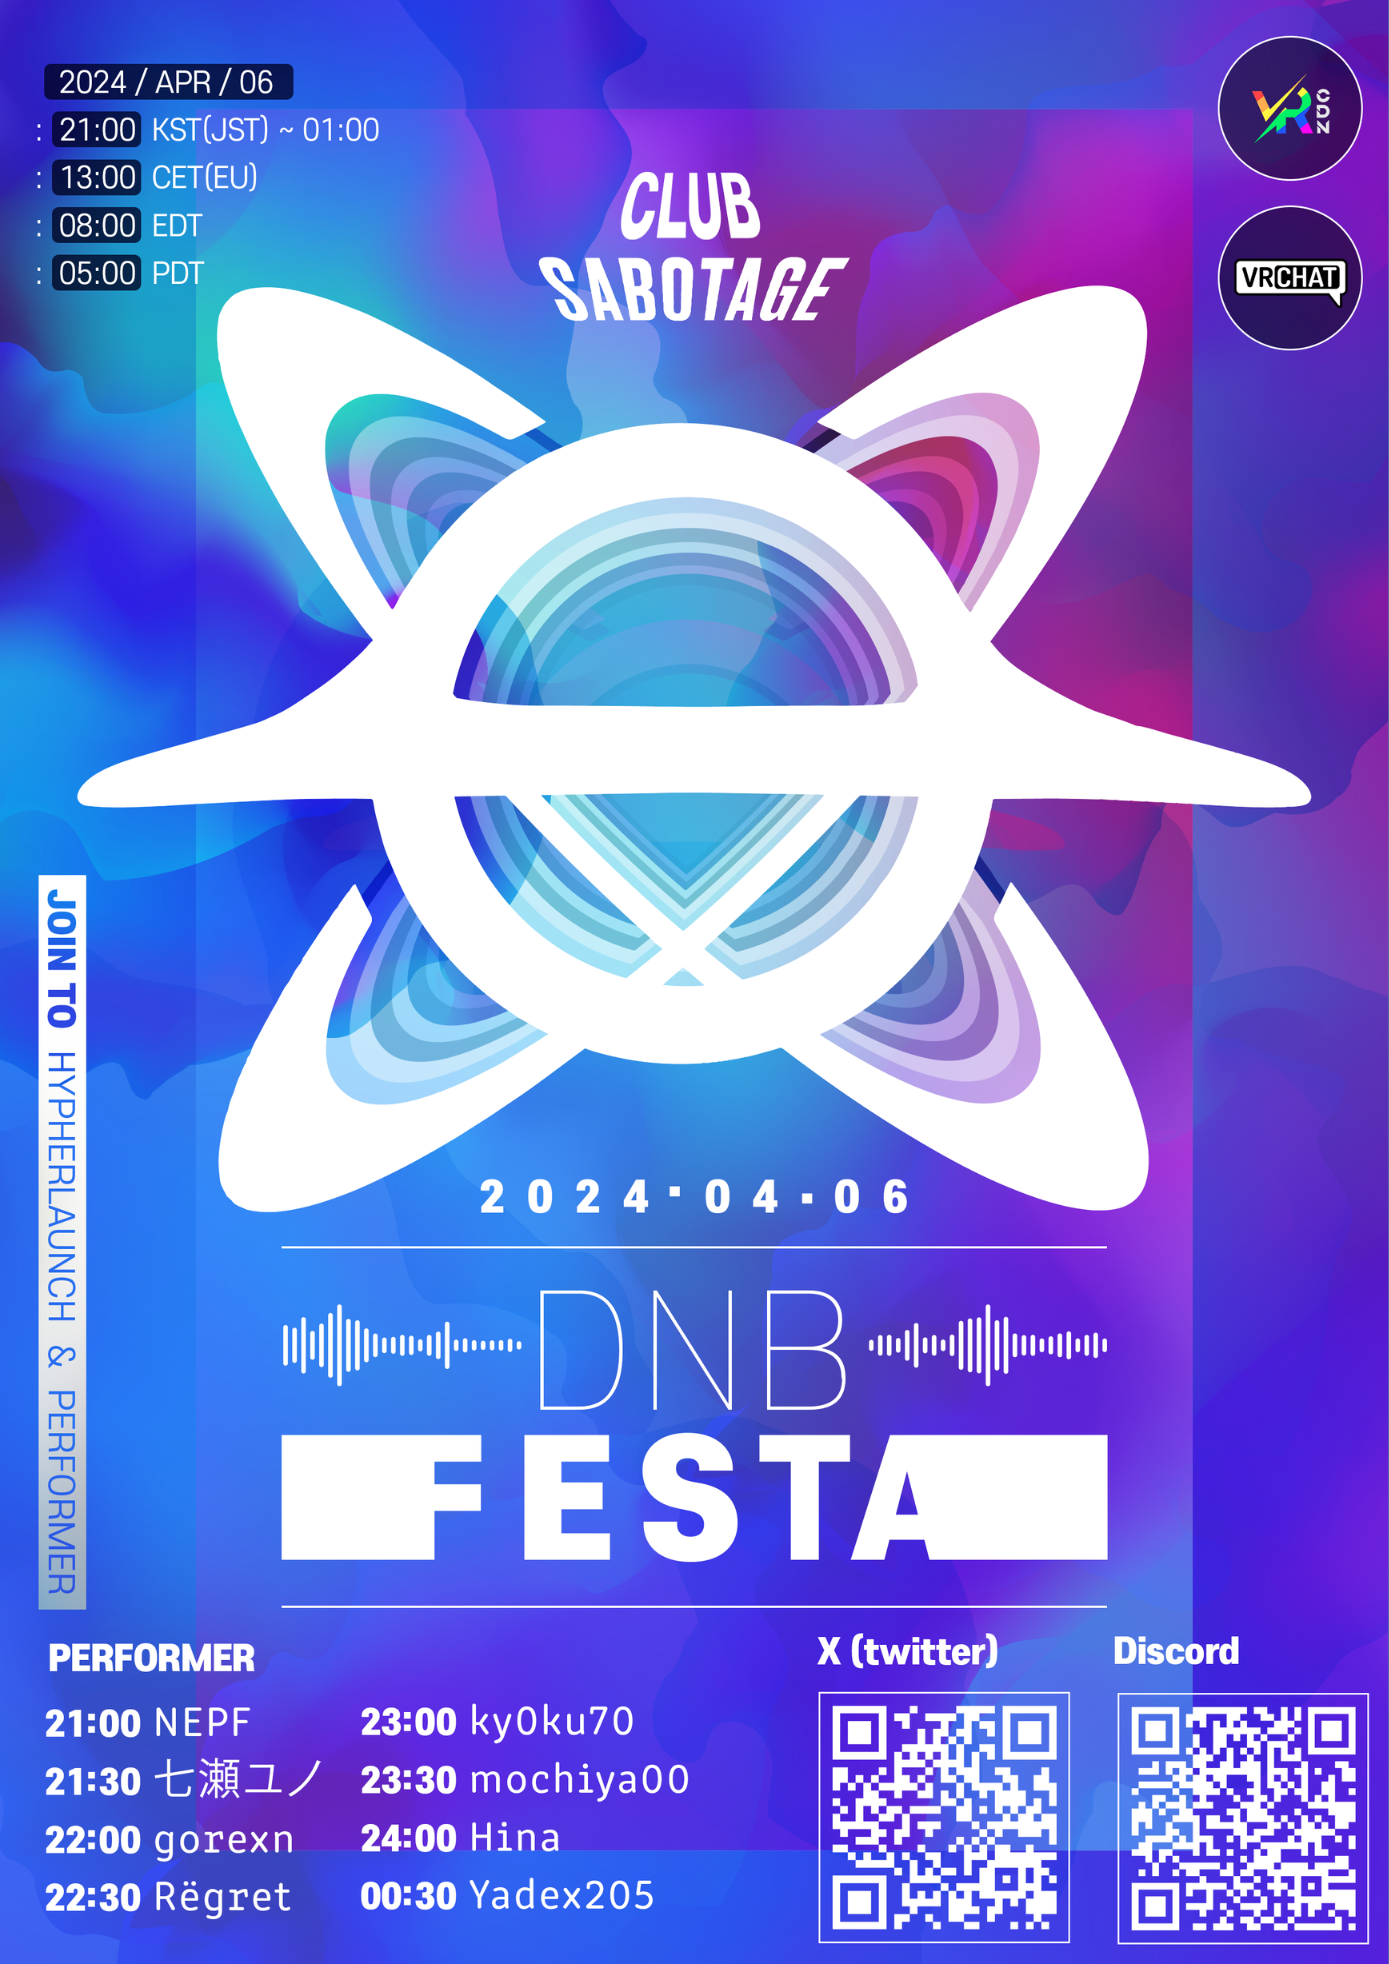 2024 / APR / 06
: 21:00 KST(JST) ~ 01:00
: 13:00 CET(EU)
: 08:00 EDT
: 05:00 PDT
VR CDN
VRCHAT
CLUB
SABOTAGE
JOIN TO HYPHERLAUNCH & PERFORMER
2024·04.06
DNB
FESTA
PERFORMER
21:00 NEPF
21:30 七瀬ユノ
22:00 gorexn
22:30 Rëgret
23:00 ky0ku70
23:30 mochiya00
24:00 Hina
00:30 Yadex205
X (twitter)
Discord